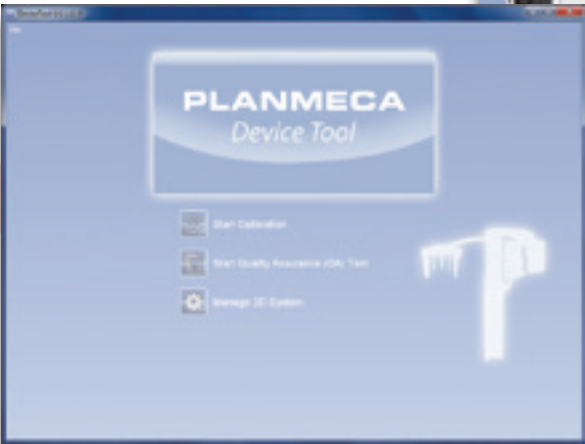 PLANMECA
Device Tool
Start Calibration
Start Quality Assurance (QA) Test
Manage 3D System